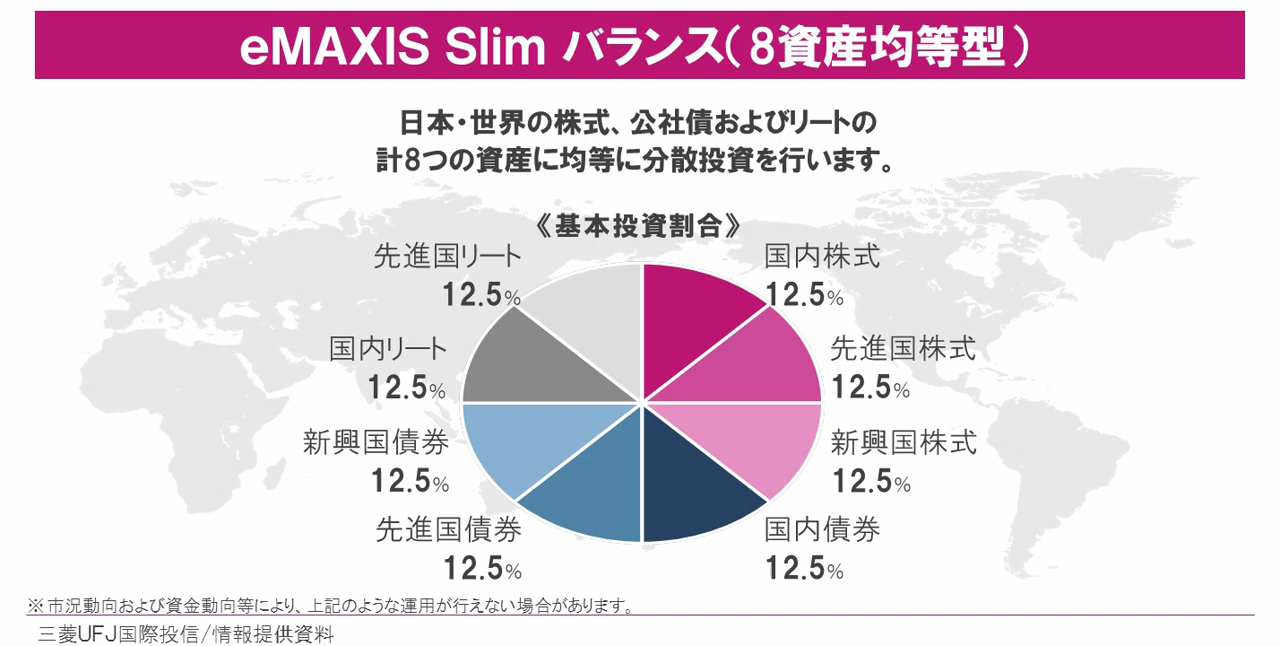 eMAXIS Slim バランス(8資産均等型)
日本・世界の株式、公社債およびリートの
計8つの資産に均等に分散投資を行います。
《基本投資割合》
先進国リート
12.5%
国内株式
12.5%
国内リート
12.5%
先進国株式
12.5%
新興国債券
12.5%
新興国株式
12.5%
先進国債券
12.5%
国内債券
12.5%
※市況動向および資金動向等により、上記のような運用が行えない場合があります。
三菱UFJ国際投信/情報提供資料